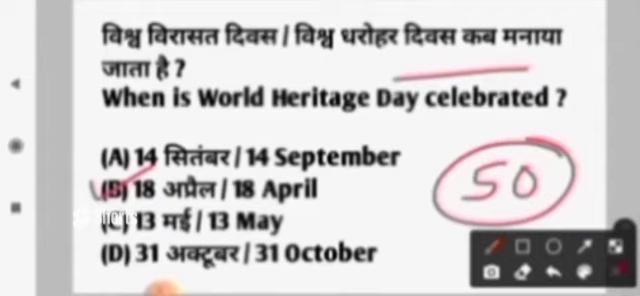 विश्व विरासत दिवस / विश्व धरोहर दिवस कब मनाया
जाता है ?
When is World Heritage Day celebrated ?
(A) 14 सितंबर / 14 September
(B) 18 अप्रैल / 18 April
(C) 13 मई / 13 May
(D) 31 अक्टूबर / 31 October
50